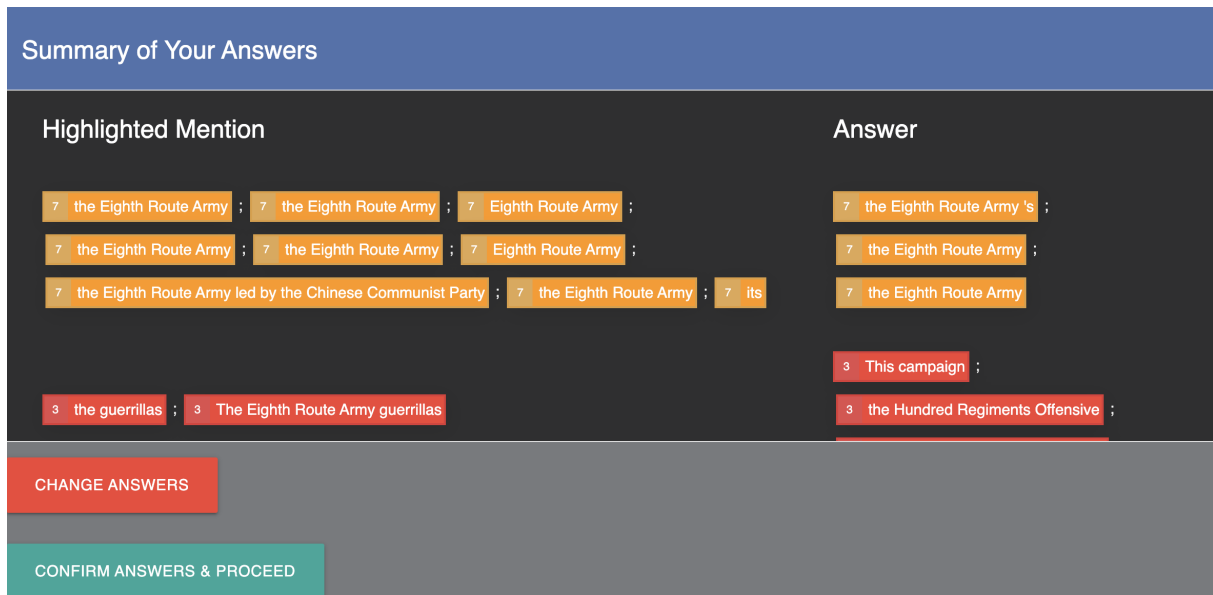 Summary of Your Answers
Highlighted Mention Answer
7 the Eighth Route Army ; 7 the Eighth Route Army ; 7 Eighth Route Army ; 7 the Eighth Route Army 's ;
7 the Eighth Route Army ; 7 the Eighth Route Army ; 7 Eighth Route Army ; 7 the Eighth Route Army ;
7 the Eighth Route Army led by the Chinese Communist Party ; 7 the Eighth Route Army ; 7 its 7 the Eighth Route Army
3 This campaign ;
3 the guerrillas ; 3 The Eighth Route Army guerrillas 3 the Hundred Regiments Offensive ;
CHANGE ANSWERS
CONFIRM ANSWERS & PROCEED